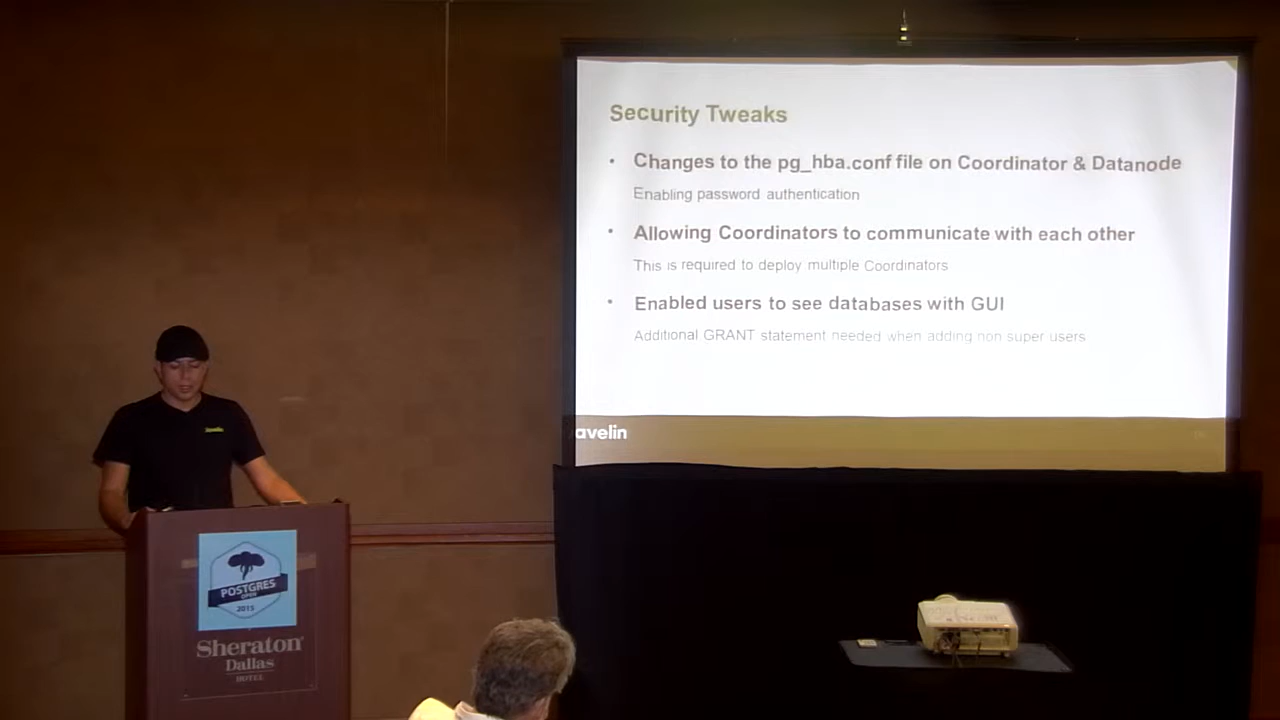 Security Tweaks
• Changes to the pg_hba.conf file on Coordinator & Datanode
Enabling password authentication
• Allowing Coordinators to communicate with each other
This is required to deploy multiple Coordinators
• Enabled users to see databases with GUI
Additional GRANT statement needed when adding non super users
avelin
POSTGRES
OPEN
2015
Sheraton
Dallas
HOTEL